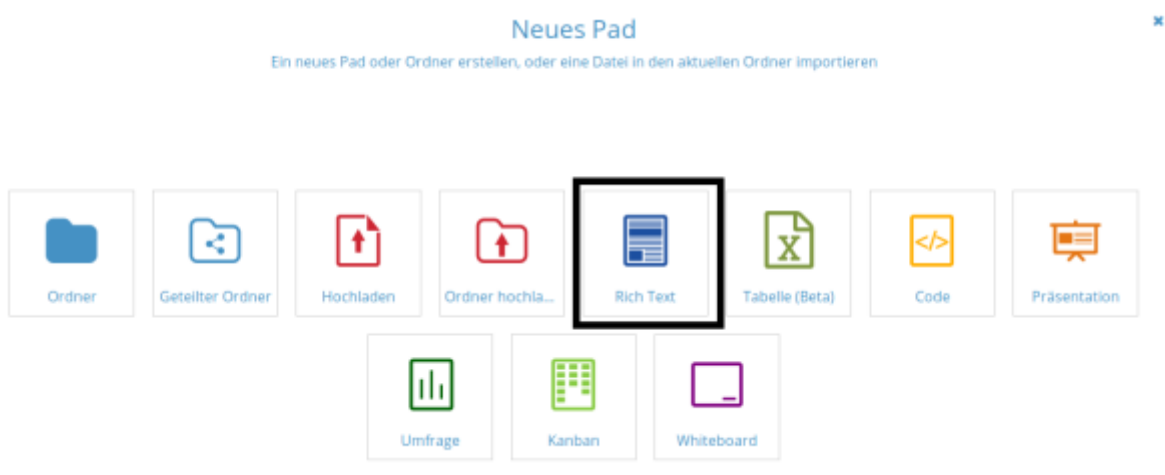 Neues Pad
Ein neues Pad oder Ordner erstellen, oder eine Datei in den aktuellen Ordner importieren
Ordner
Geteilter Ordner
Hochladen
Ordner hochla...
Rich Text
Tabelle (Beta)
Code
Präsentation
Umfrage
Kanban
Whiteboard